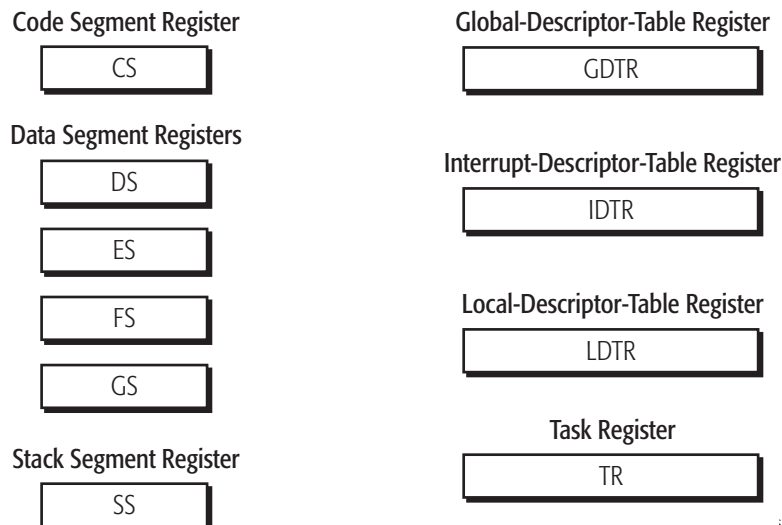 Code Segment Register
CS
Data Segment Registers
DS
ES
FS
GS
Stack Segment Register
SS
Global-Descriptor-Table Register
GDTR
Interrupt-Descriptor-Table Register
IDTR
Local-Descriptor-Table Register
LDTR
Task Register
TR